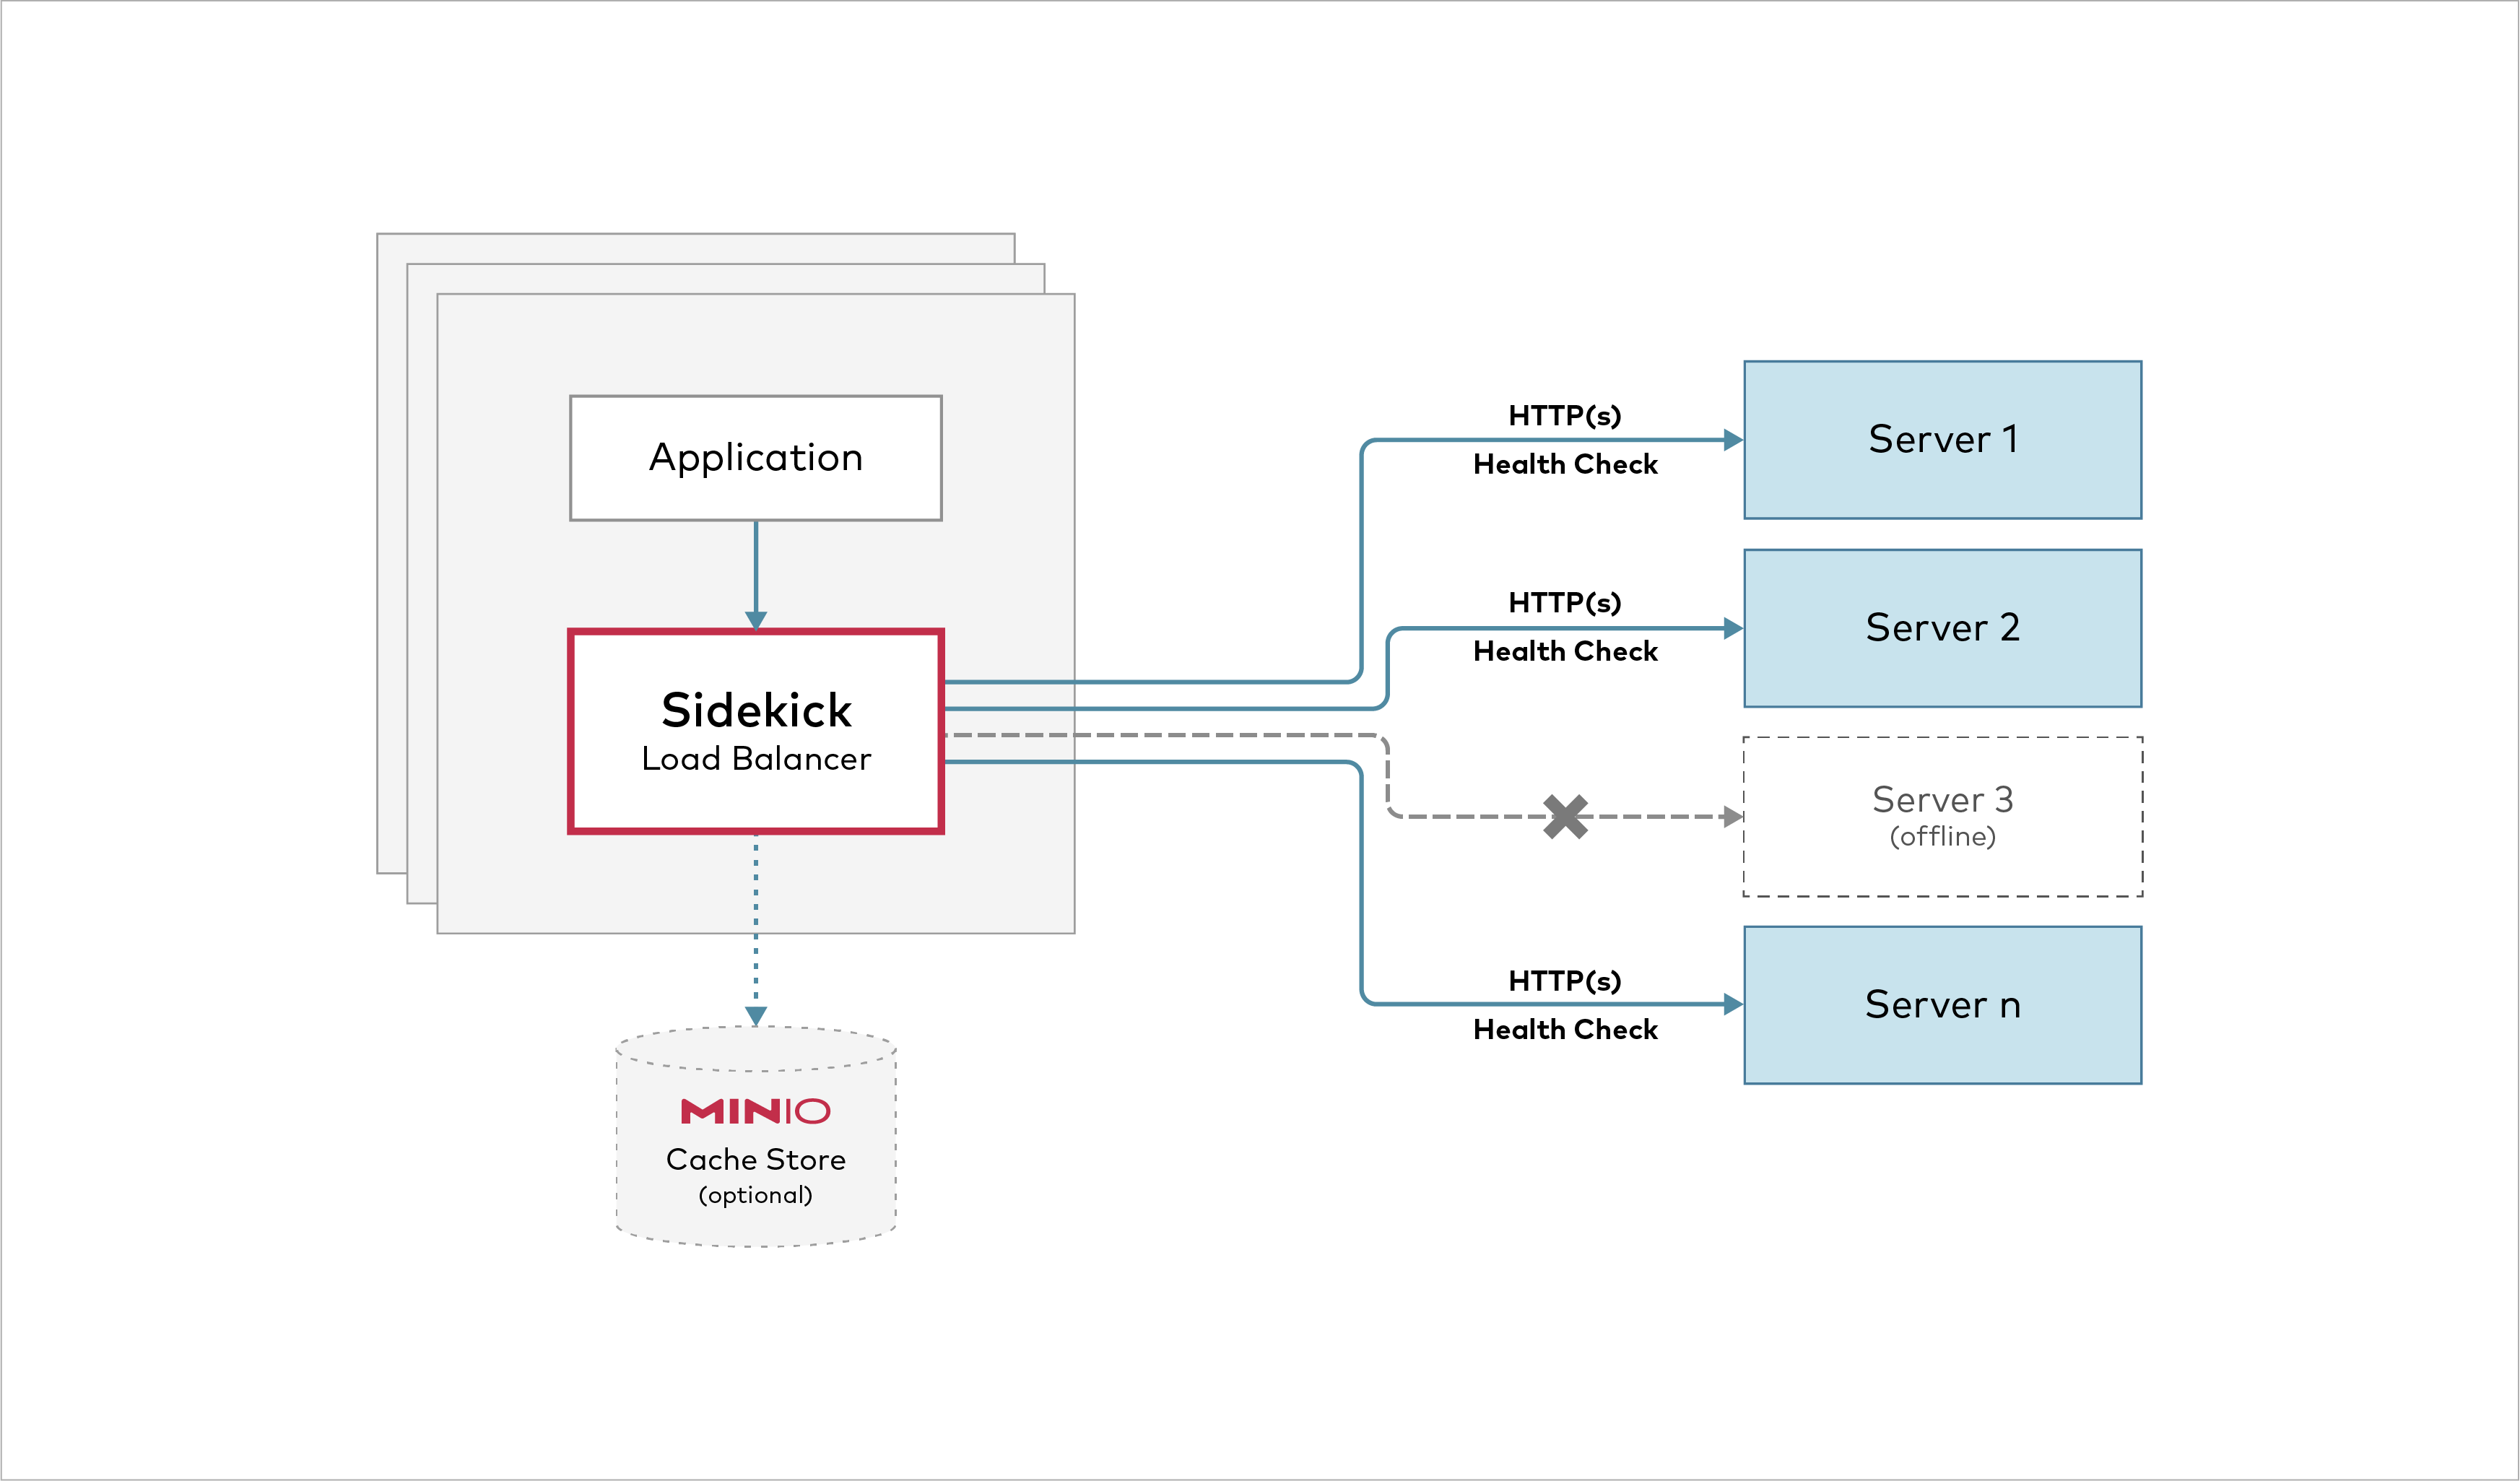 Application
Sidekick
Load Balancer
MINIO
Cache Store
(optional)
HTTP(s)
Health Check
Server 1
HTTP(s)
Health Check
Server 2
Server 3
(offline)
HTTP(s)
Health Check
Server n